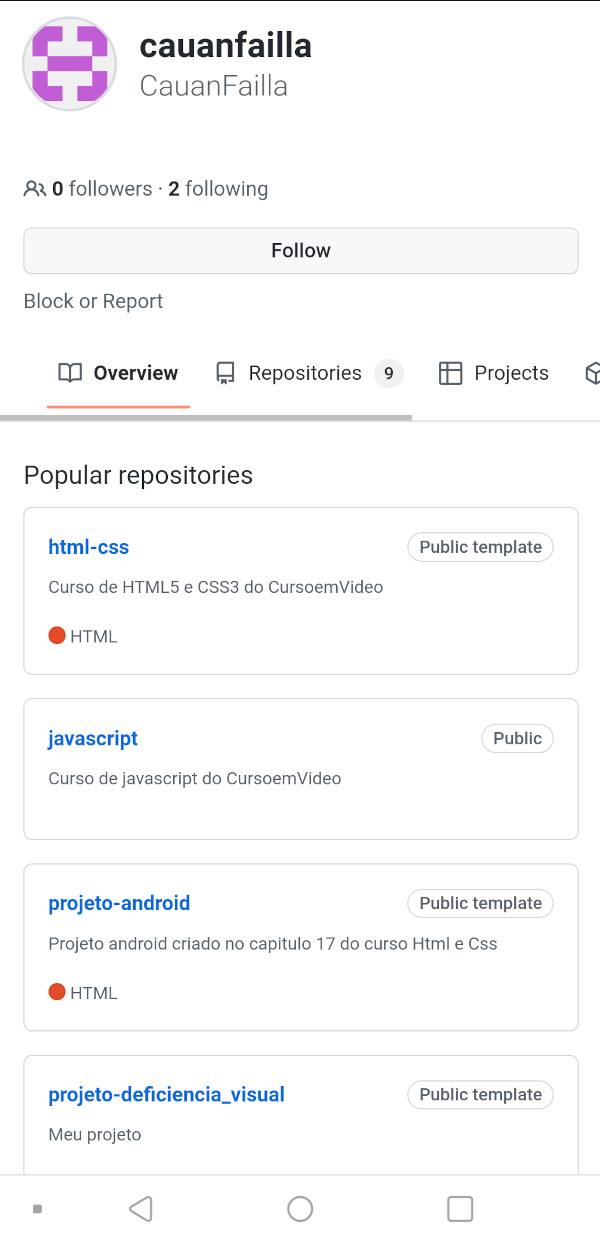 cauanfailla
CauanFailla
0 followers · 2 following
Follow
Block or Report
Overview Repositories 9 Projects
Popular repositories
html-css Public template
Curso de HTML5 e CSS3 do CursoemVideo
HTML
javascript Public
Curso de javascript do CursoemVideo
projeto-android Public template
Projeto android criado no capitulo 17 do curso Html e Css
HTML
projeto-deficiencia_visual Public template
Meu projeto